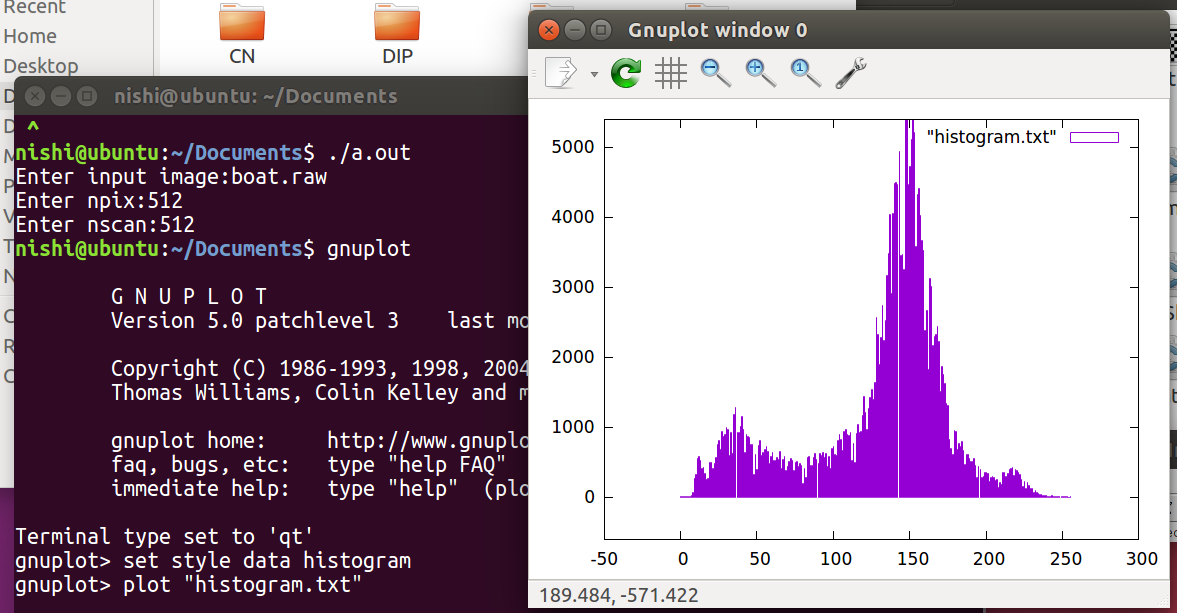 Recent
Home
Desktop
CN
DIP
nishi@ubuntu: ~/Documents
^
nishi@ubuntu:~/Documents$ ./a.out
Enter input image:boat.raw
Enter npix:512
Enter nscan:512
nishi@ubuntu:~/Documents$ gnuplot
G N U P L O T
Version 5.0 patchlevel 3 last mo
Copyright (C) 1986-1993, 1998, 2004
Thomas Williams, Colin Kelley and m
gnuplot home: http://www.gnuplo
faq, bugs, etc: type "help FAQ"
immediate help: type "help" (plo
Terminal type set to 'qt'
gnuplot> set style data histogram
gnuplot> plot "histogram.txt"
Gnuplot window 0
"histogram.txt"
5000
4000
3000
2000
1000
0
-50 0 50 100 150 200 250 300
189.484, -571.422